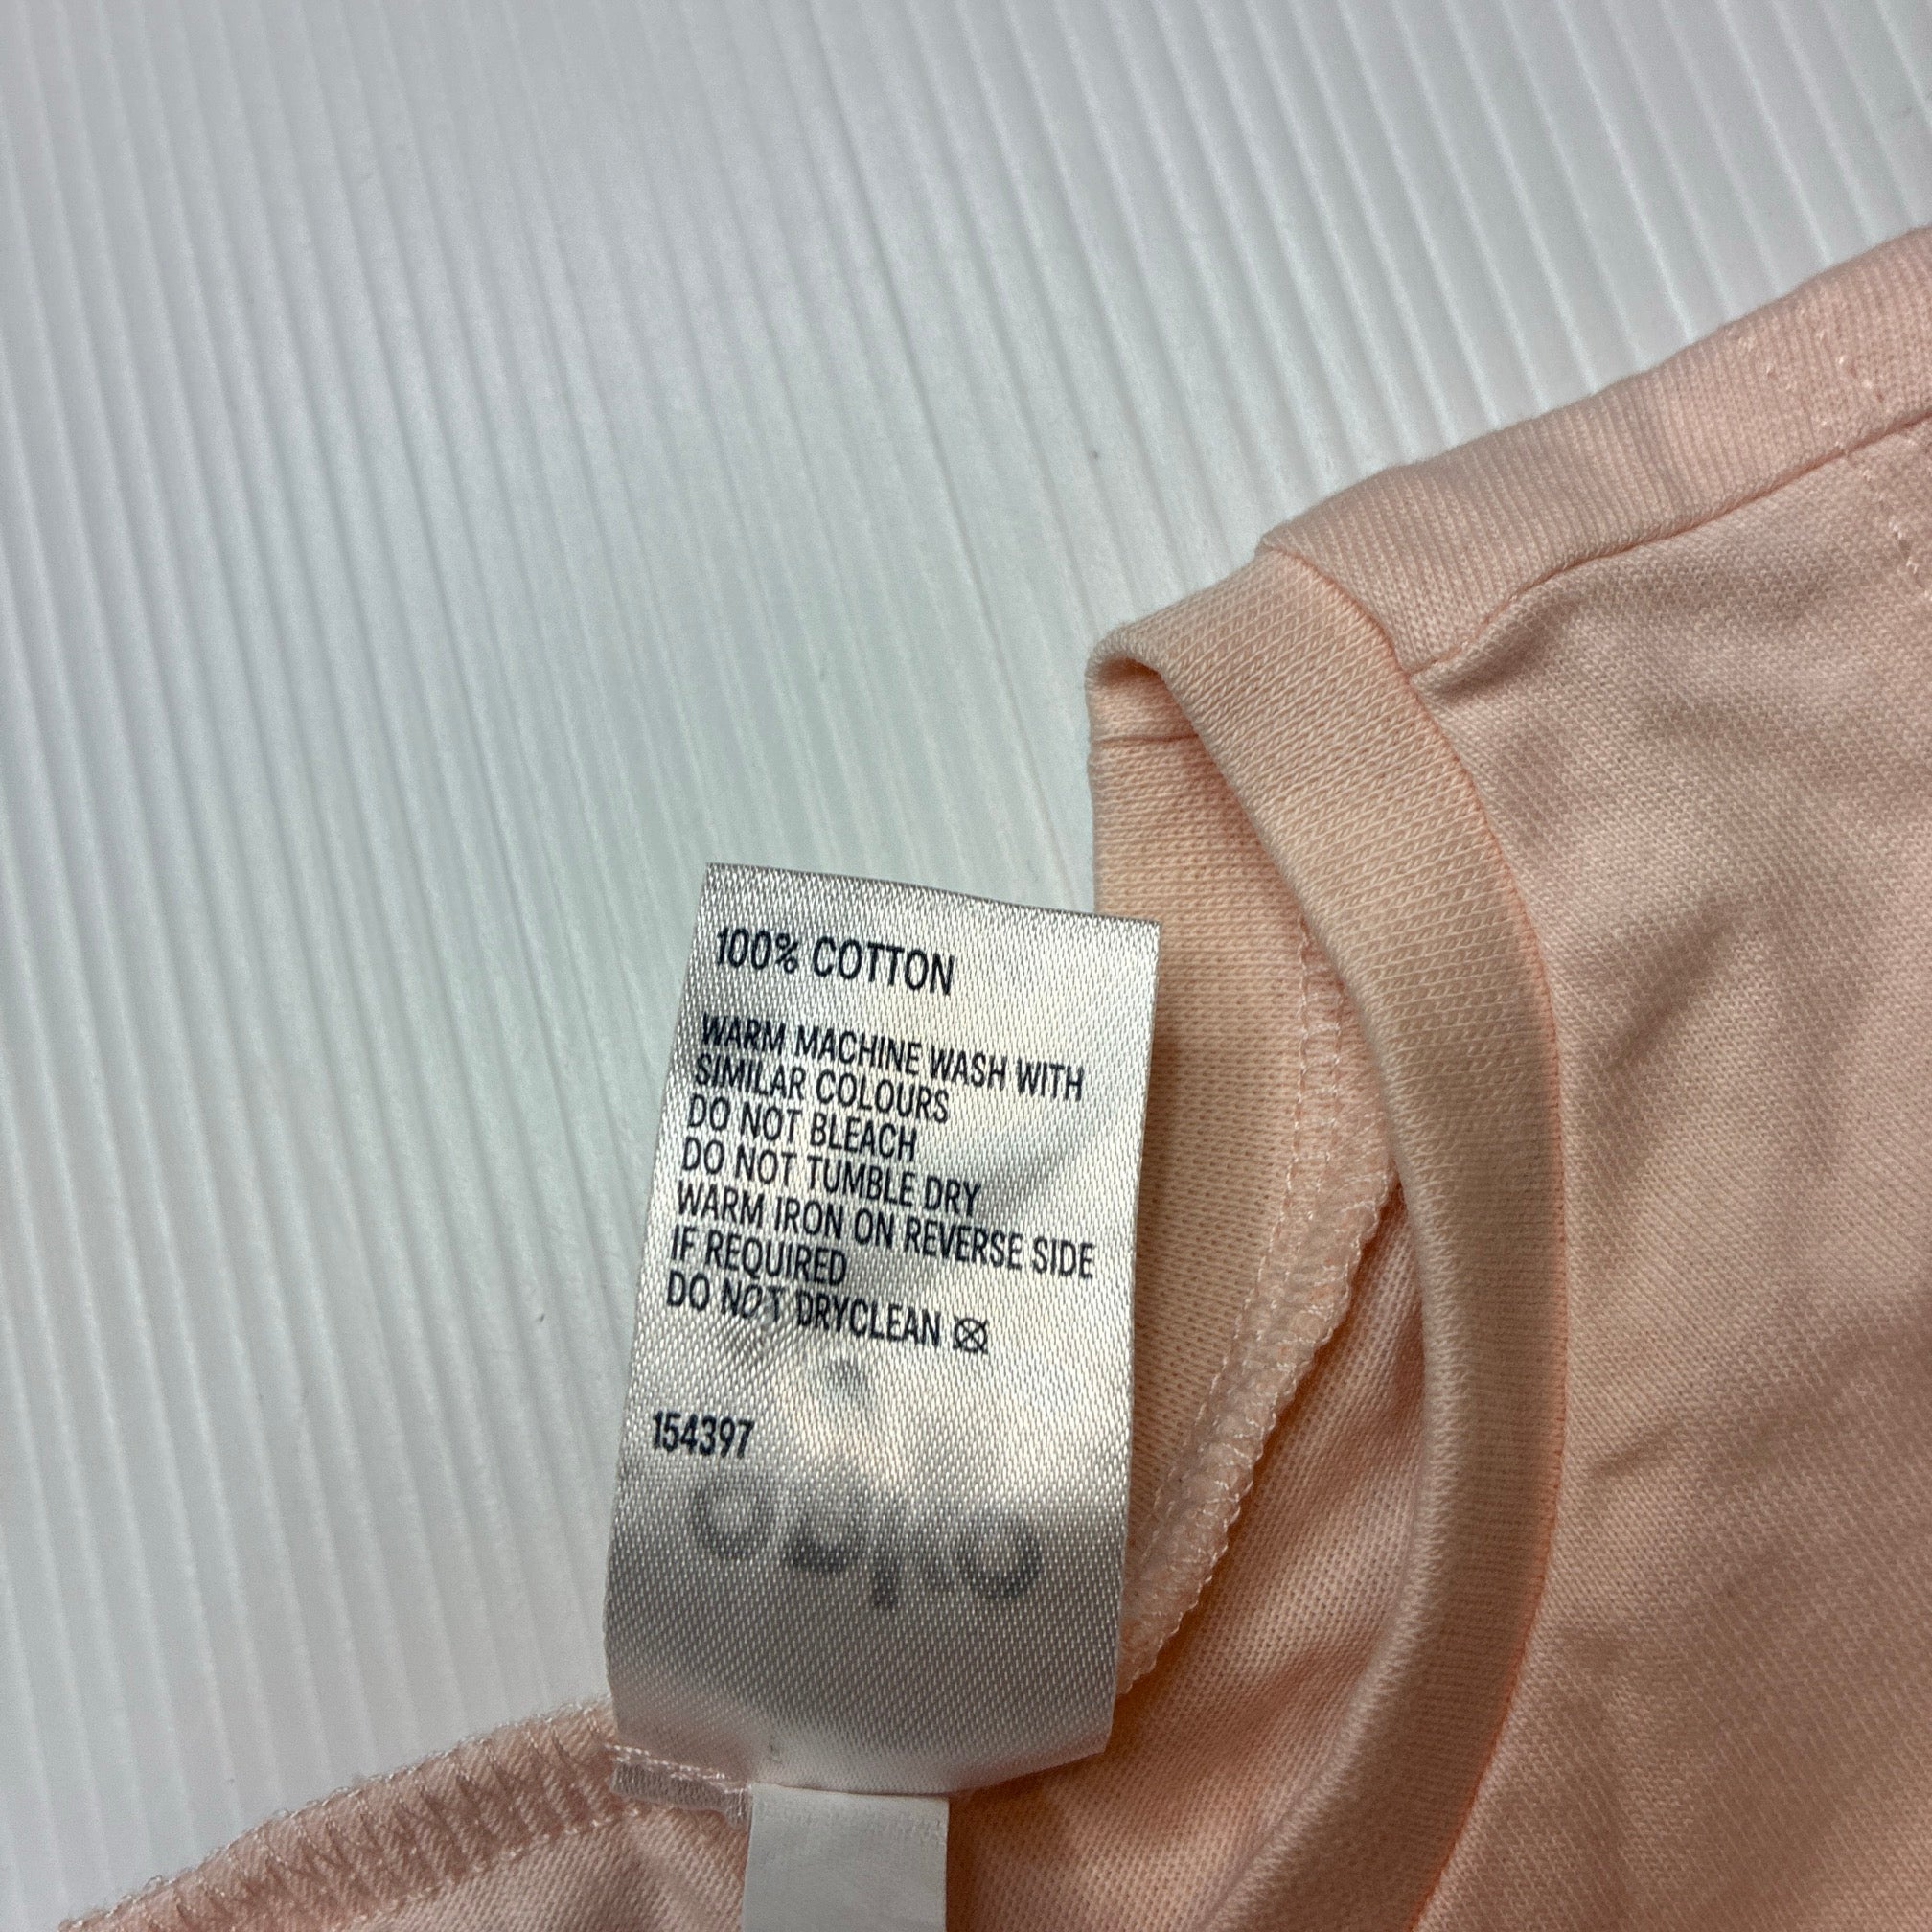 100% COTTON
WARM MACHINE WASH WITH
SIMILAR COLOURS
DO NOT BLEACH
DO NOT TUMBLE DRY
WARM IRON ON REVERSE SIDE
IF REQUIRED
DO NOT DRYCLEAN
154397